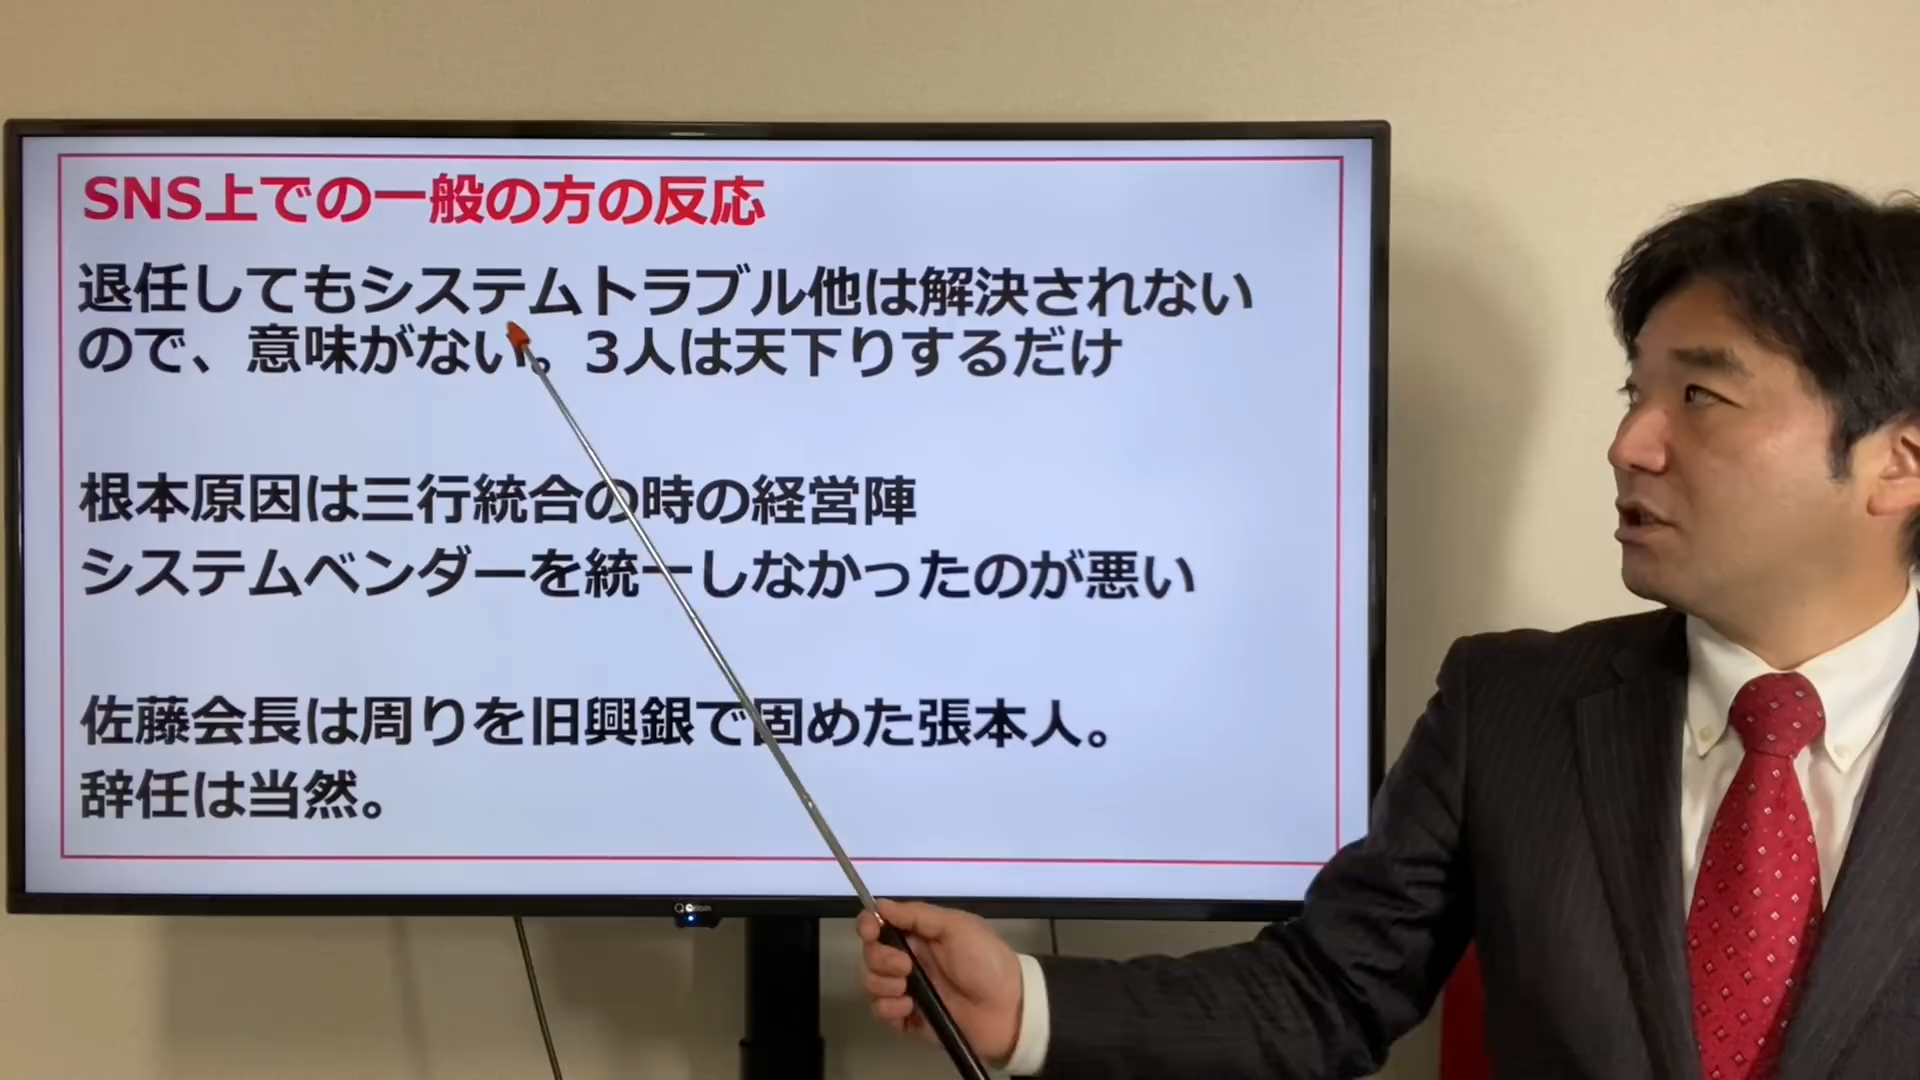 SNS上での一般の方の反応
退任してもシステムトラブル他は解決されない
ので、意味がない。3人は天下りするだけ
根本原因は三行統合の時の経営陣
システムベンダーを統一しなかったのが悪い
佐藤会長は周りを旧興銀で固めた張本人。
辞任は当然。